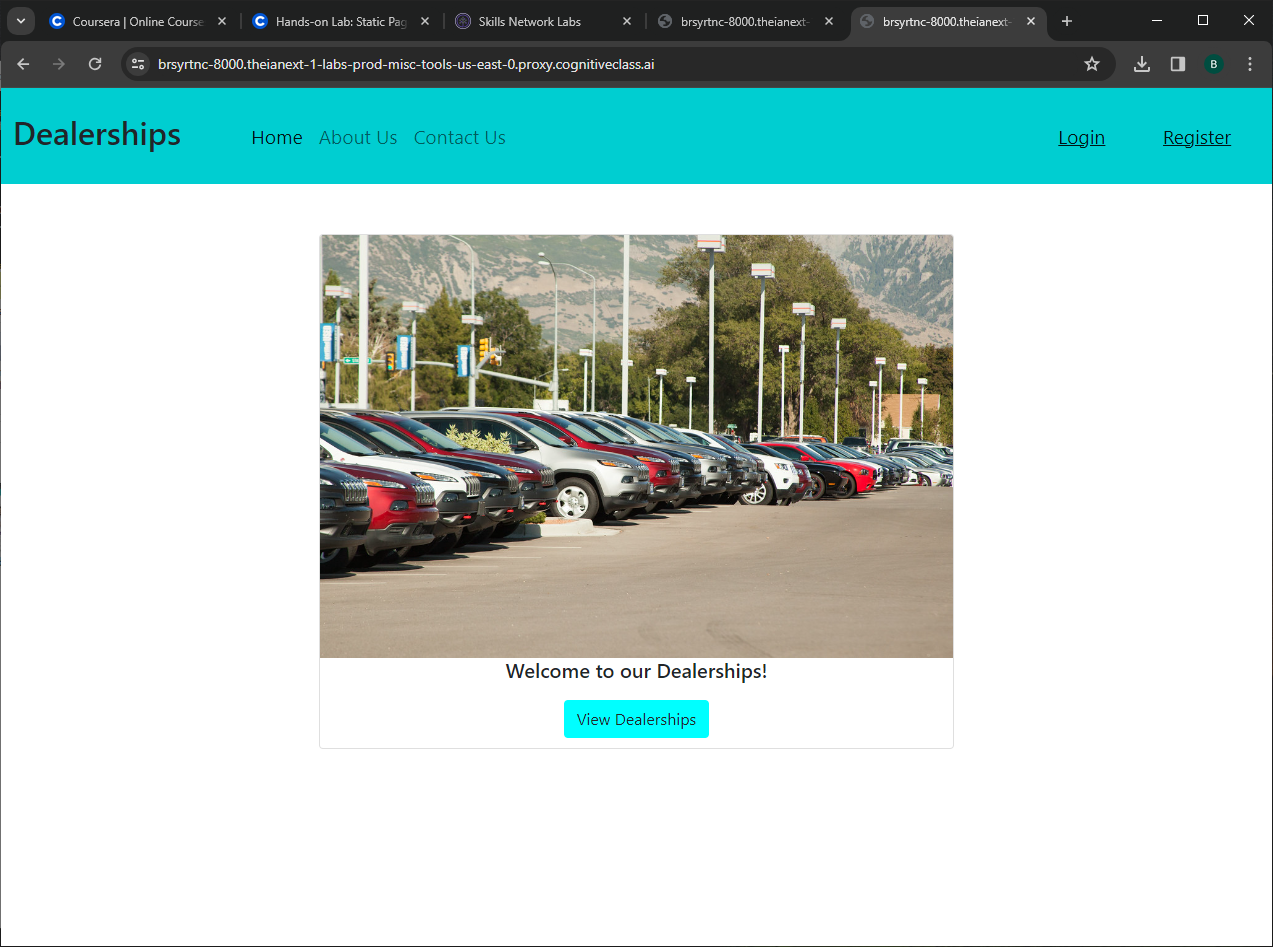 Coursera | Online Course
Hands-on Lab: Static Pag
Skills Network Labs
brsyrtnc-8000.theianext-
brsyrtnc-8000.theianext-
brsyrtnc-8000.theianext-1-labs-prod-misc-tools-us-east-0.proxy.cognitiveclass.ai
B
Dealerships
Home
About Us
Contact Us
Login
Register
Welcome to our Dealerships!
View Dealerships